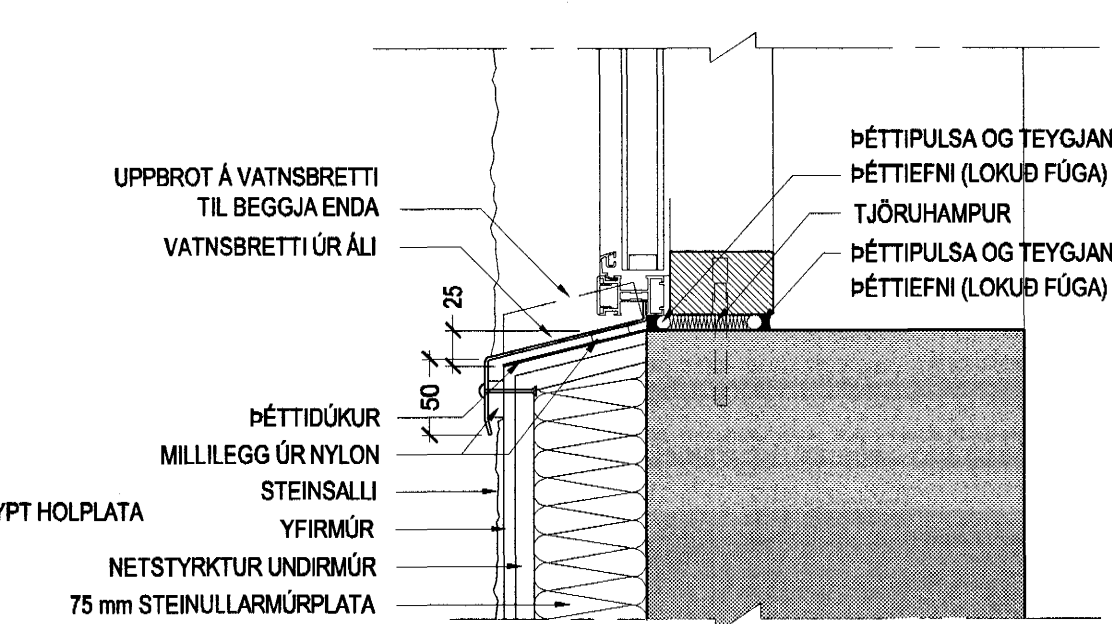 UPPBROT Á VATNSBRETTI
TIL BEGGJA ENDA
VATNSBRETTI ÚR ÁLI
25
50
ÞÉTTIDÚKUR
MILLILEGG ÚR NYLON
STEINSALLI
YPT HOLPLATA
YFIRMÚR
NETSTYRKTUR UNDIRMÚR
75 mm STEINULLARMÚRPLATA
ÞÉTTIPULSA OG TEYGJAN
ÞÉTTIEFNI (LOKUÐ FÚGA)
TJÖRUHAMPUR
ÞÉTTIPULSA OG TEYGJAN
ÞÉTTIEFNI (LOKUÐ FÚGA)